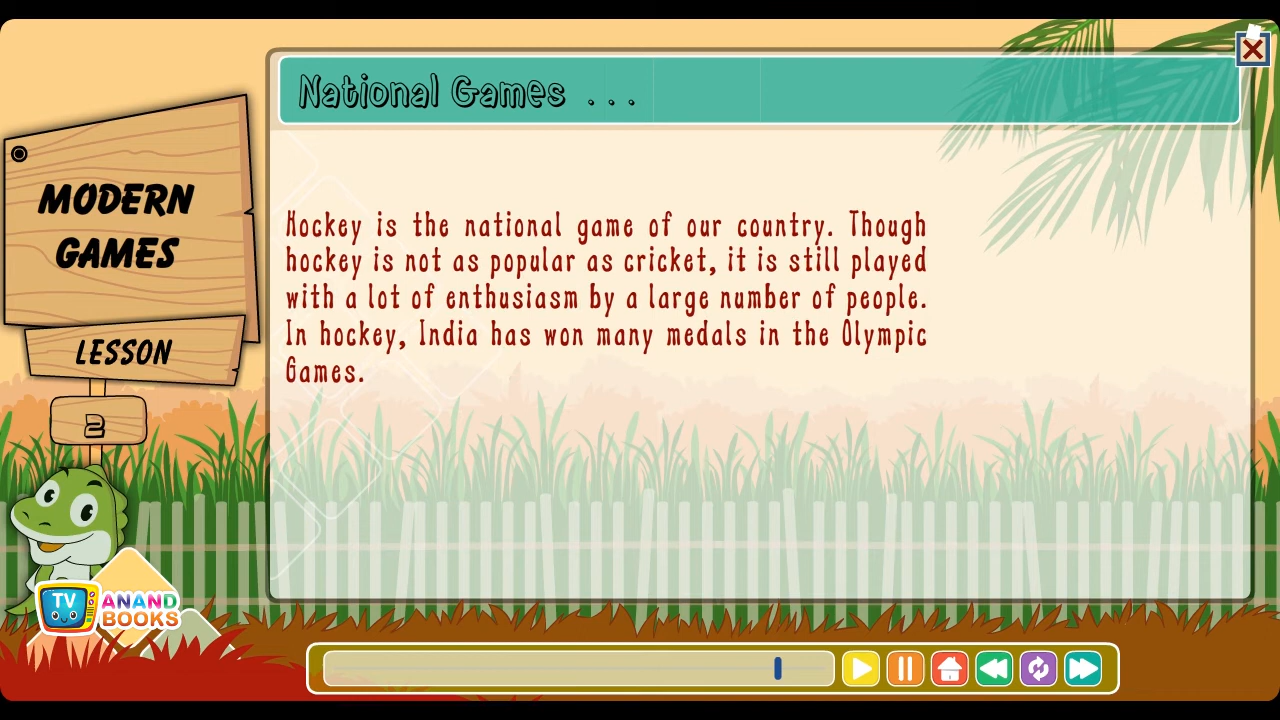 National Games ...
MODERN
GAMES
LESSON
2
Hockey is the national game of our country. Though
hockey is not as popular as cricket, it is still played
with a lot of enthusiasm by a large number of people.
In hockey, India has won many medals in the Olympic
Games.
TV
ANAND
BOOKS